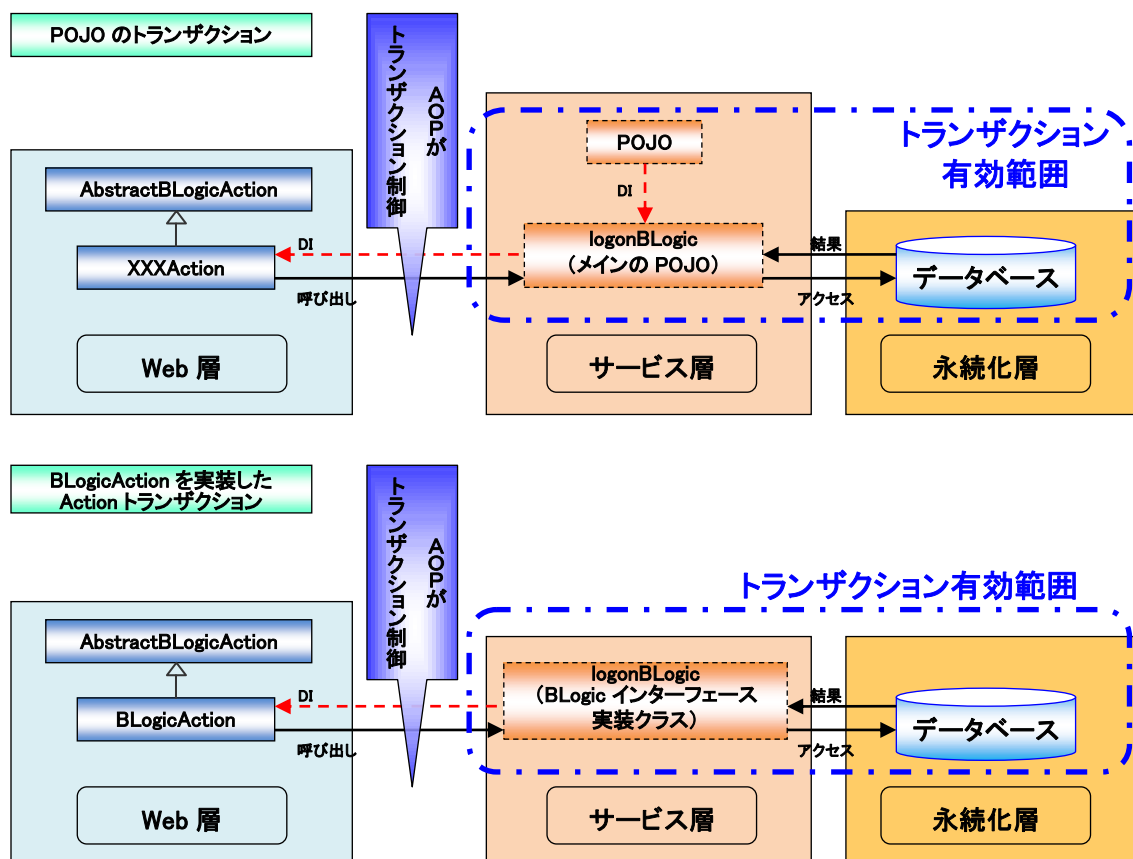 POJO のトランザクション
AOPが
トランザクション制御
トランザクション
有効範囲
POJO
DI
AbstractBLogicAction
XXXAction
DI
呼び出し
logonBLogic
(メインの POJO)
結果
アクセス
データベース
Web 層
サービス層
永続化層
BLogicAction を実装した
Action トランザクション
AOPが
トランザクション制御
トランザクション有効範囲
AbstractBLogicAction
BLogicAction
DI
呼び出し
logonBLogic
(BLogic インターフェース
実装クラス)
結果
アクセス
データベース
Web 層
サービス層
永続化層